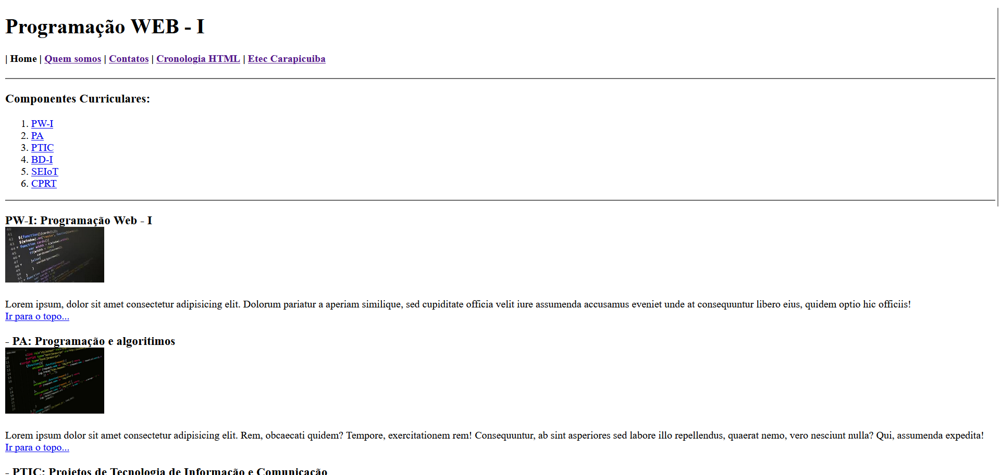 Programação WEB - I
| Home | Quem somos | Contatos | Cronologia HTML | Etec Carapicuiba
Componentes Curriculares:
1. PW-I
2. PA
3. PTIC
4. BD-I
5. SEIoT
6. CPRT
PW-I: Programação Web - I
Lorem ipsum, dolor sit amet consectetur adipisicing elit. Dolorum pariatur a aperiam similique, sed cupiditate officia velit iure assumenda accusamus eveniet unde at consequuntur libero eius, quidem optio hic officiis!
Ir para o topo...
- PA: Programação e algoritimos
Lorem ipsum dolor sit amet consectetur adipisicing elit. Rem, obcaecati quidem? Tempore, exercitationem rem! Consequuntur, ab sint asperiores sed labore illo repellendus, quaerat nemo, vero nesciunt nulla? Qui, assumenda expedita!
Ir para o topo...
- PTIC: Projetos de Tecnologia de Informação e Comunicação